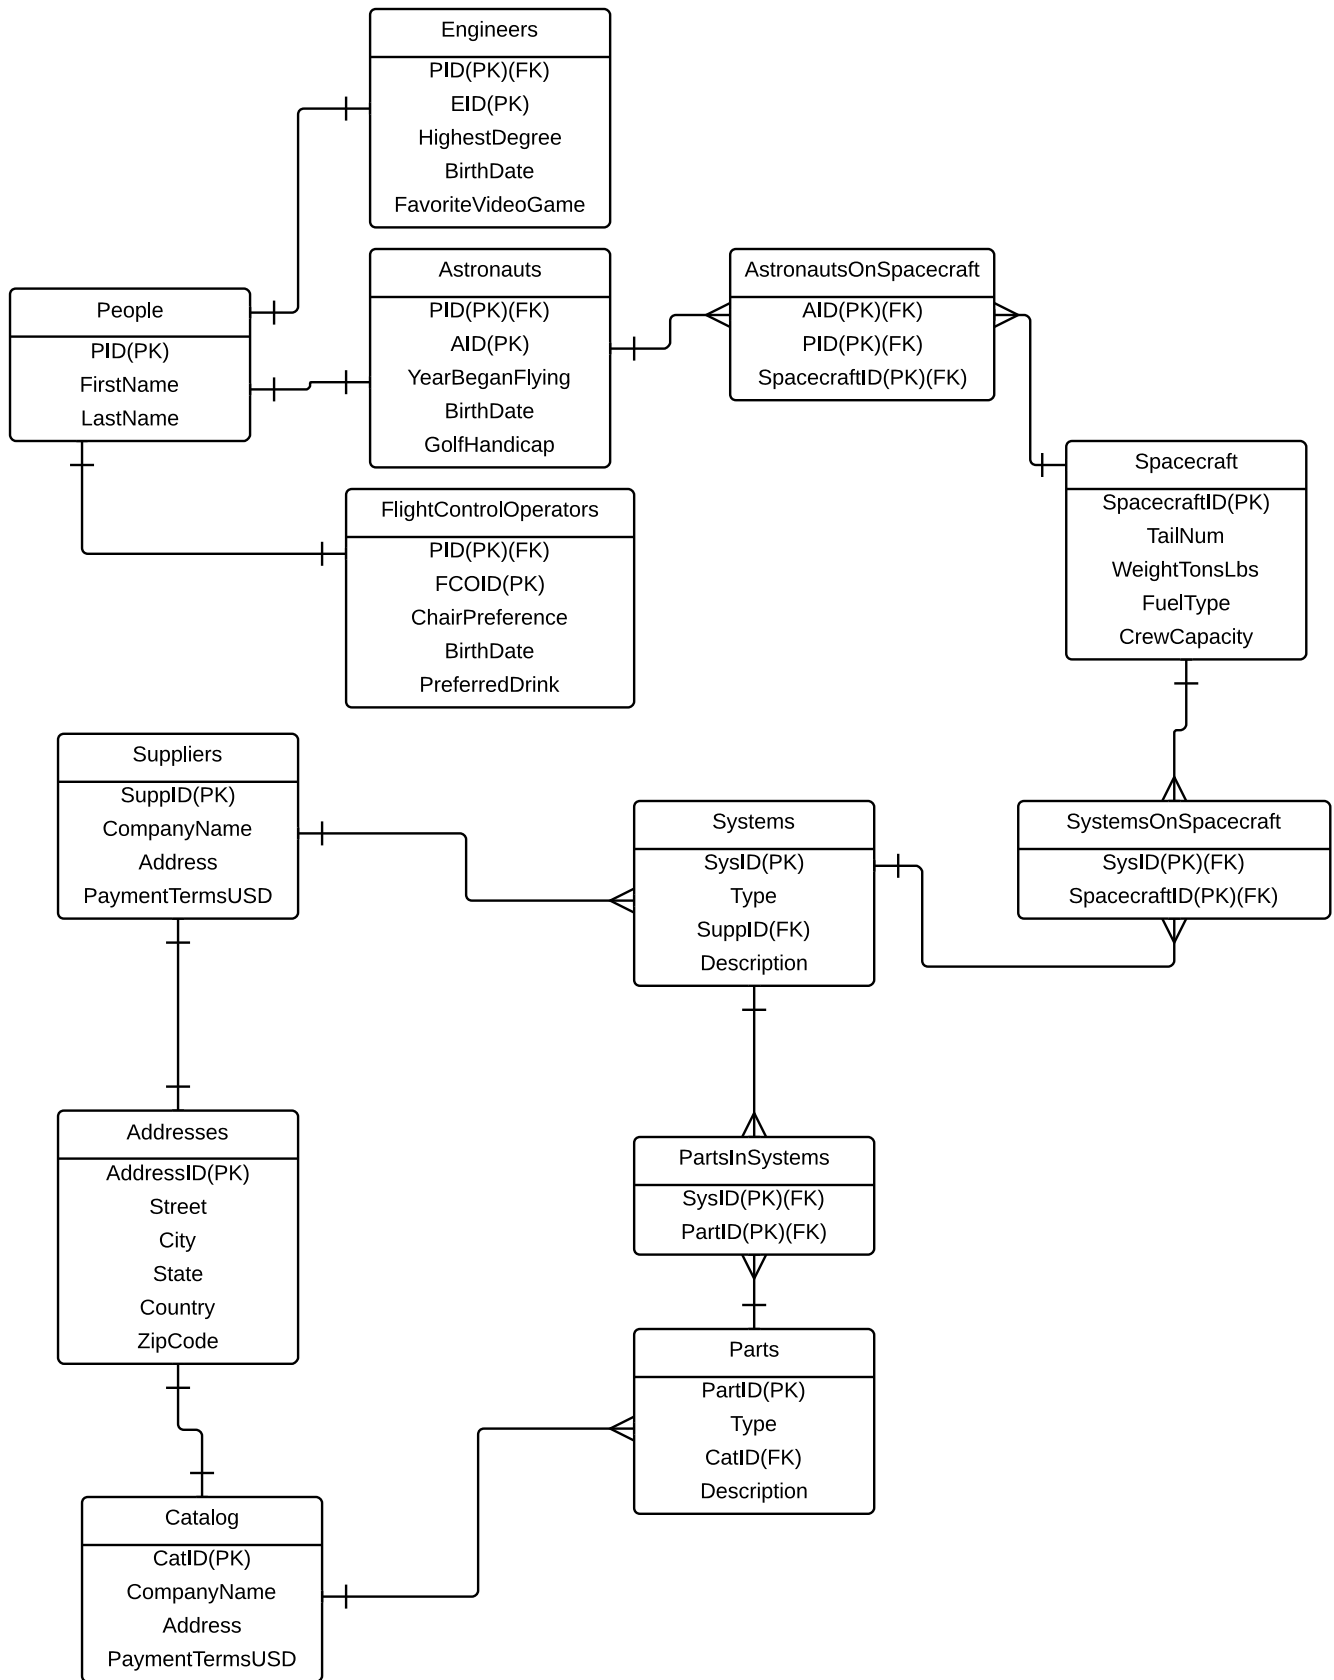 Engineers
PID(PK)(FK)
EID(PK)
HighestDegree
BirthDate
FavoriteVideoGame
People
PID(PK)
FirstName
LastName
Astronauts
PID(PK)(FK)
AID(PK)
YearBeganFlying
BirthDate
GolfHandicap
AstronautsOnSpacecraft
AID(PK)(FK)
PID(PK)(FK)
SpacecraftID(PK)(FK)
FlightControlOperators
PID(PK)(FK)
FCOID(PK)
ChairPreference
BirthDate
PreferredDrink
Spacecraft
SpacecraftID(PK)
TailNum
WeightTonsLbs
FuelType
CrewCapacity
Suppliers
SuppID(PK)
CompanyName
Address
PaymentTermsUSD
Systems
SysID(PK)
Type
SuppID(FK)
Description
SystemsOnSpacecraft
SysID(PK)(FK)
SpacecraftID(PK)(FK)
Addresses
AddressID(PK)
Street
City
State
Country
ZipCode
PartsInSystems
SysID(PK)(FK)
PartID(PK)(FK)
Parts
PartID(PK)
Type
CatID(FK)
Description
Catalog
CatID(PK)
CompanyName
Address
PaymentTermsUSD